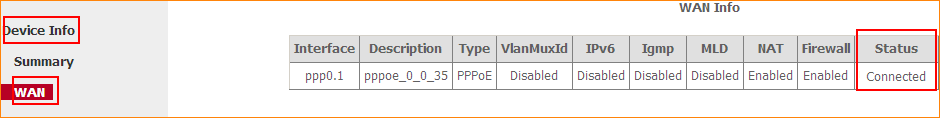 WAN Info
Device Info
Summary
WAN
Interface Description Type VlanMuxId IPv6 Igmp MLD NAT Firewall Status
ppp0.1 pppoe_0_0_35 PPPoE Disabled Disabled Disabled Disabled Enabled Enabled Connected